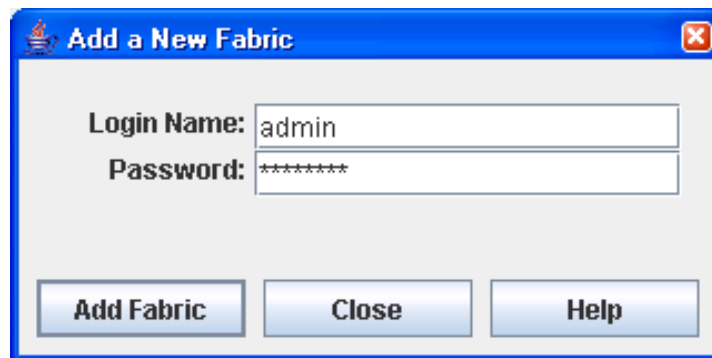 Add a New Fabric
Login Name: admin
Password: ********
Add Fabric Close Help